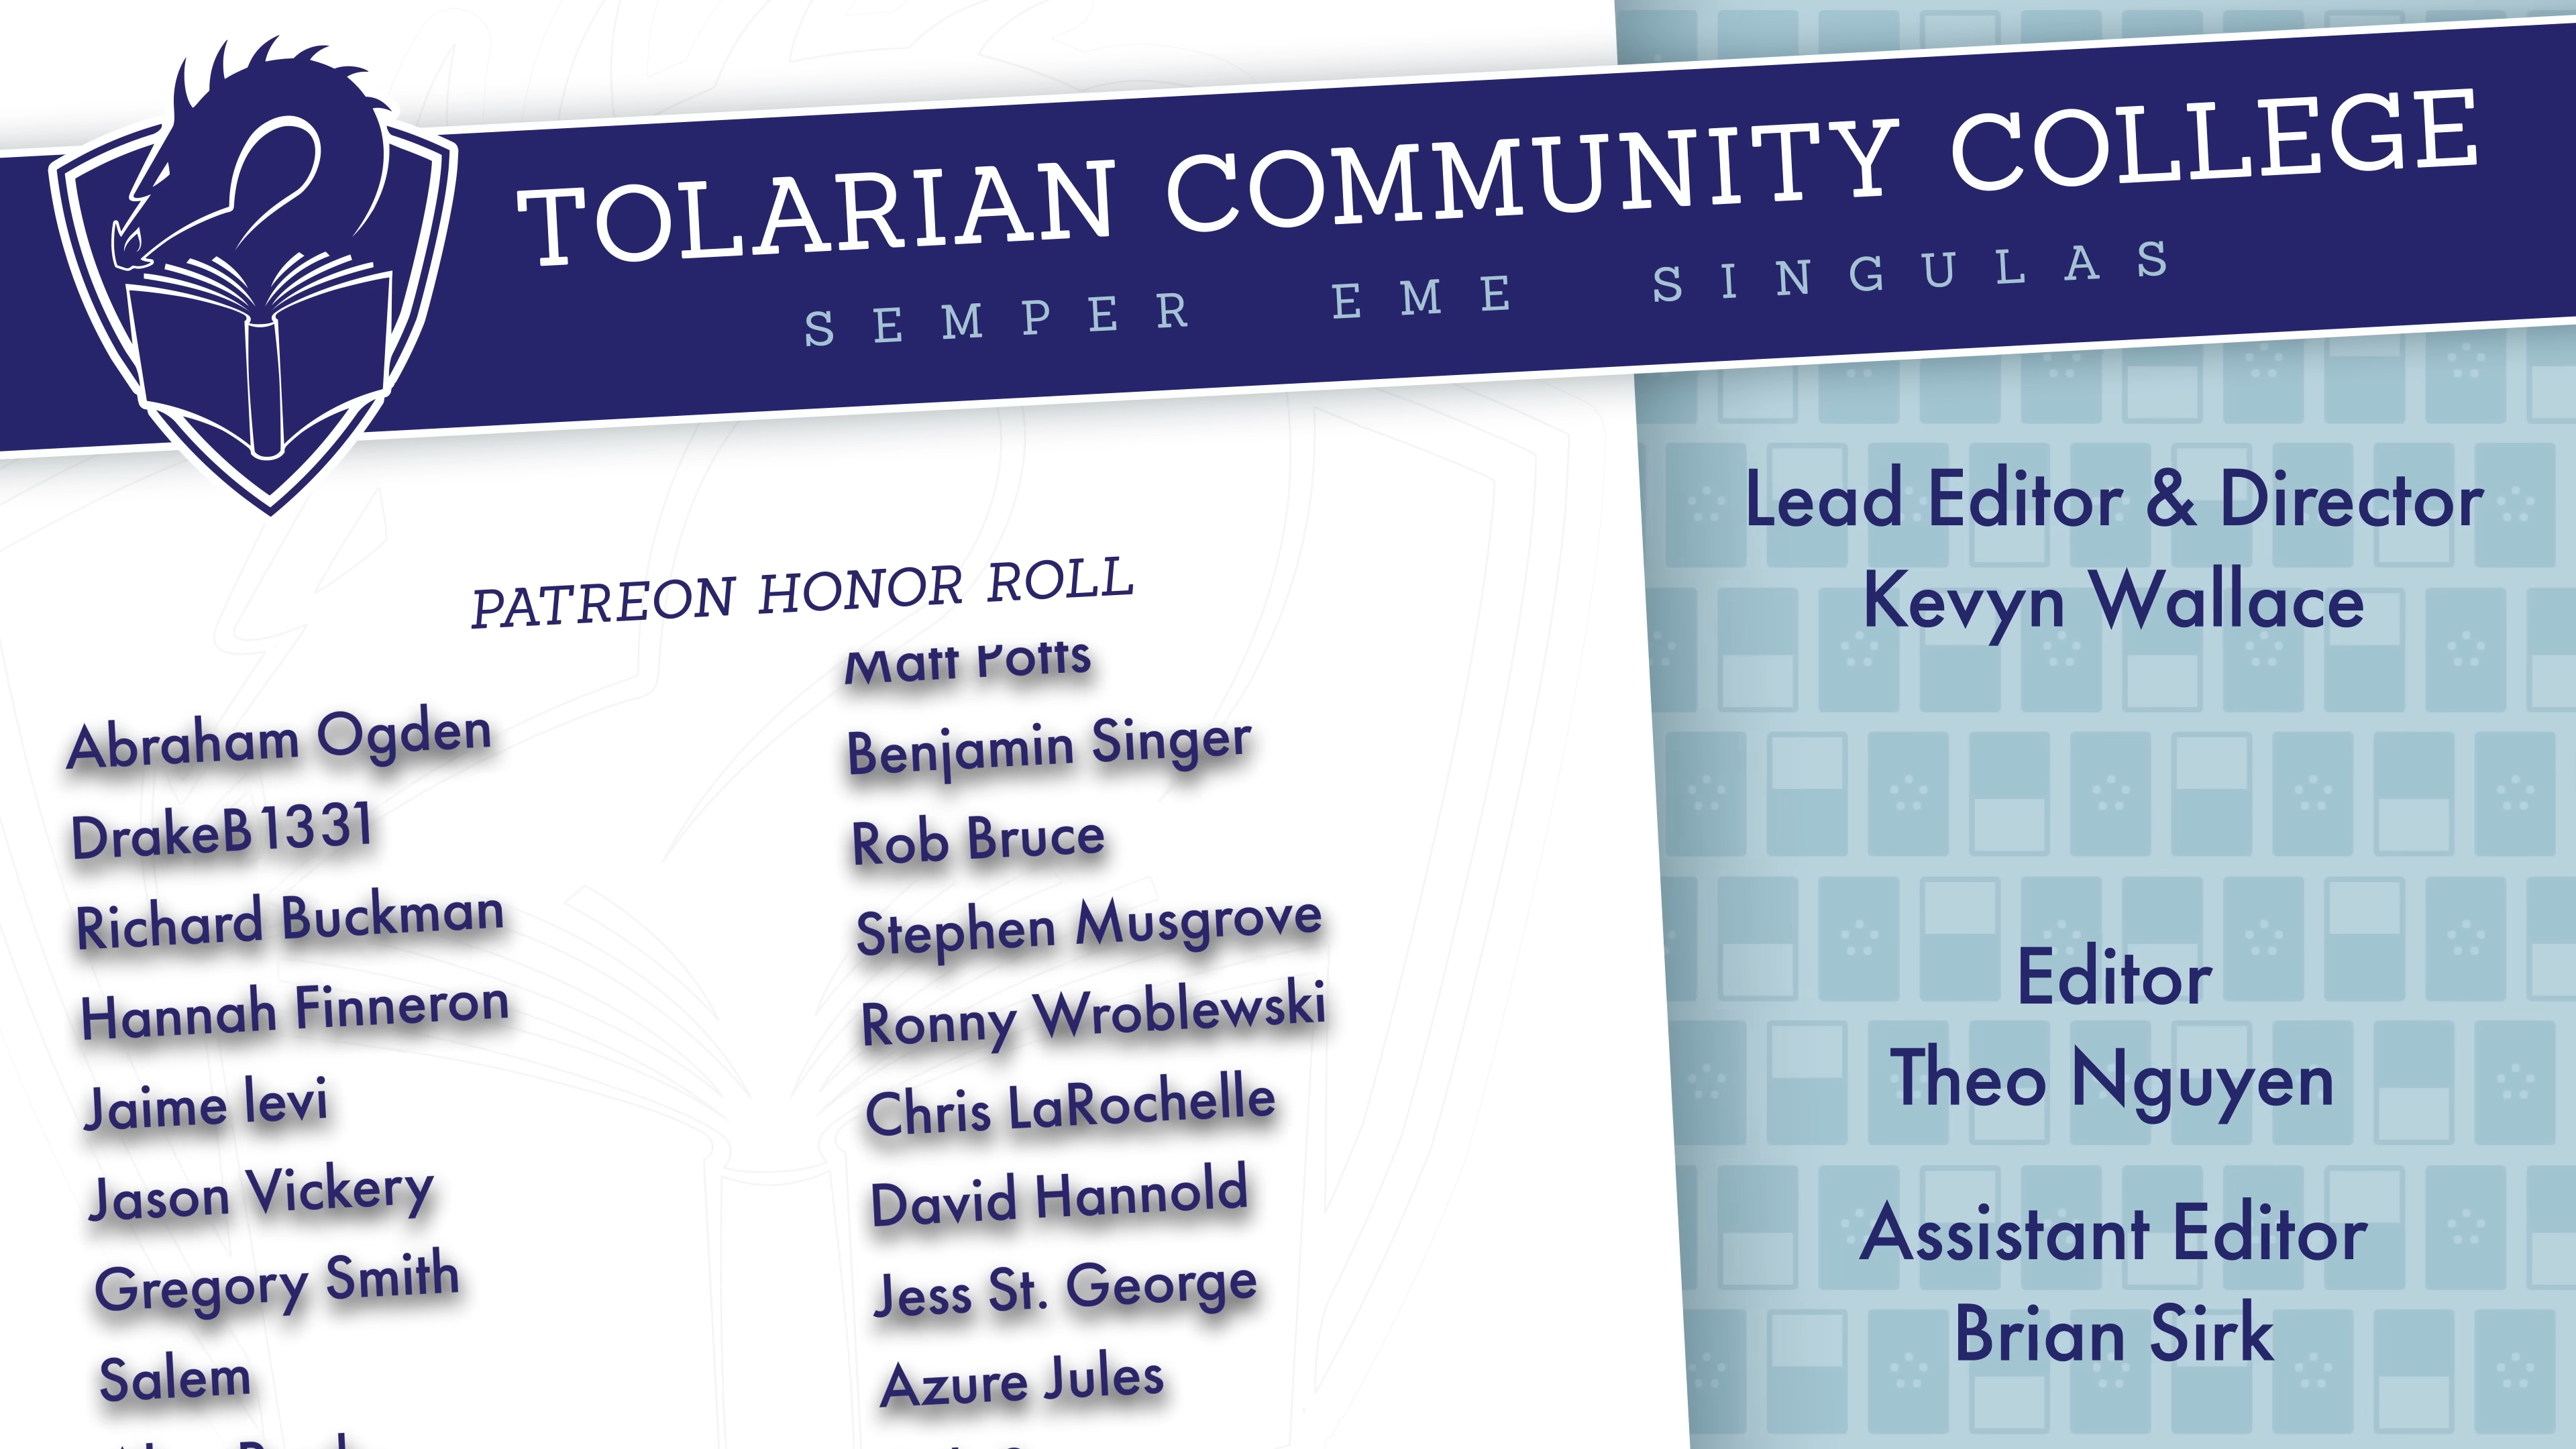 TOLARIAN COMMUNITY COLLEGE
SEMPER EME SINGULAS
PATREON HONOR ROLL
Abraham Ogden
DrakeB1331
Richard Buckman
Hannah Finneron
Jaime levi
Jason Vickery
Gregory Smith
Salem
Matt Potts
Benjamin Singer
Rob Bruce
Stephen Musgrove
Ronny Wroblewski
Chris LaRochelle
David Hannold
Jess St. George
Azure Jules
Lead Editor & Director
Kevyn Wallace
Editor
Theo Nguyen
Assistant Editor
Brian Sirk